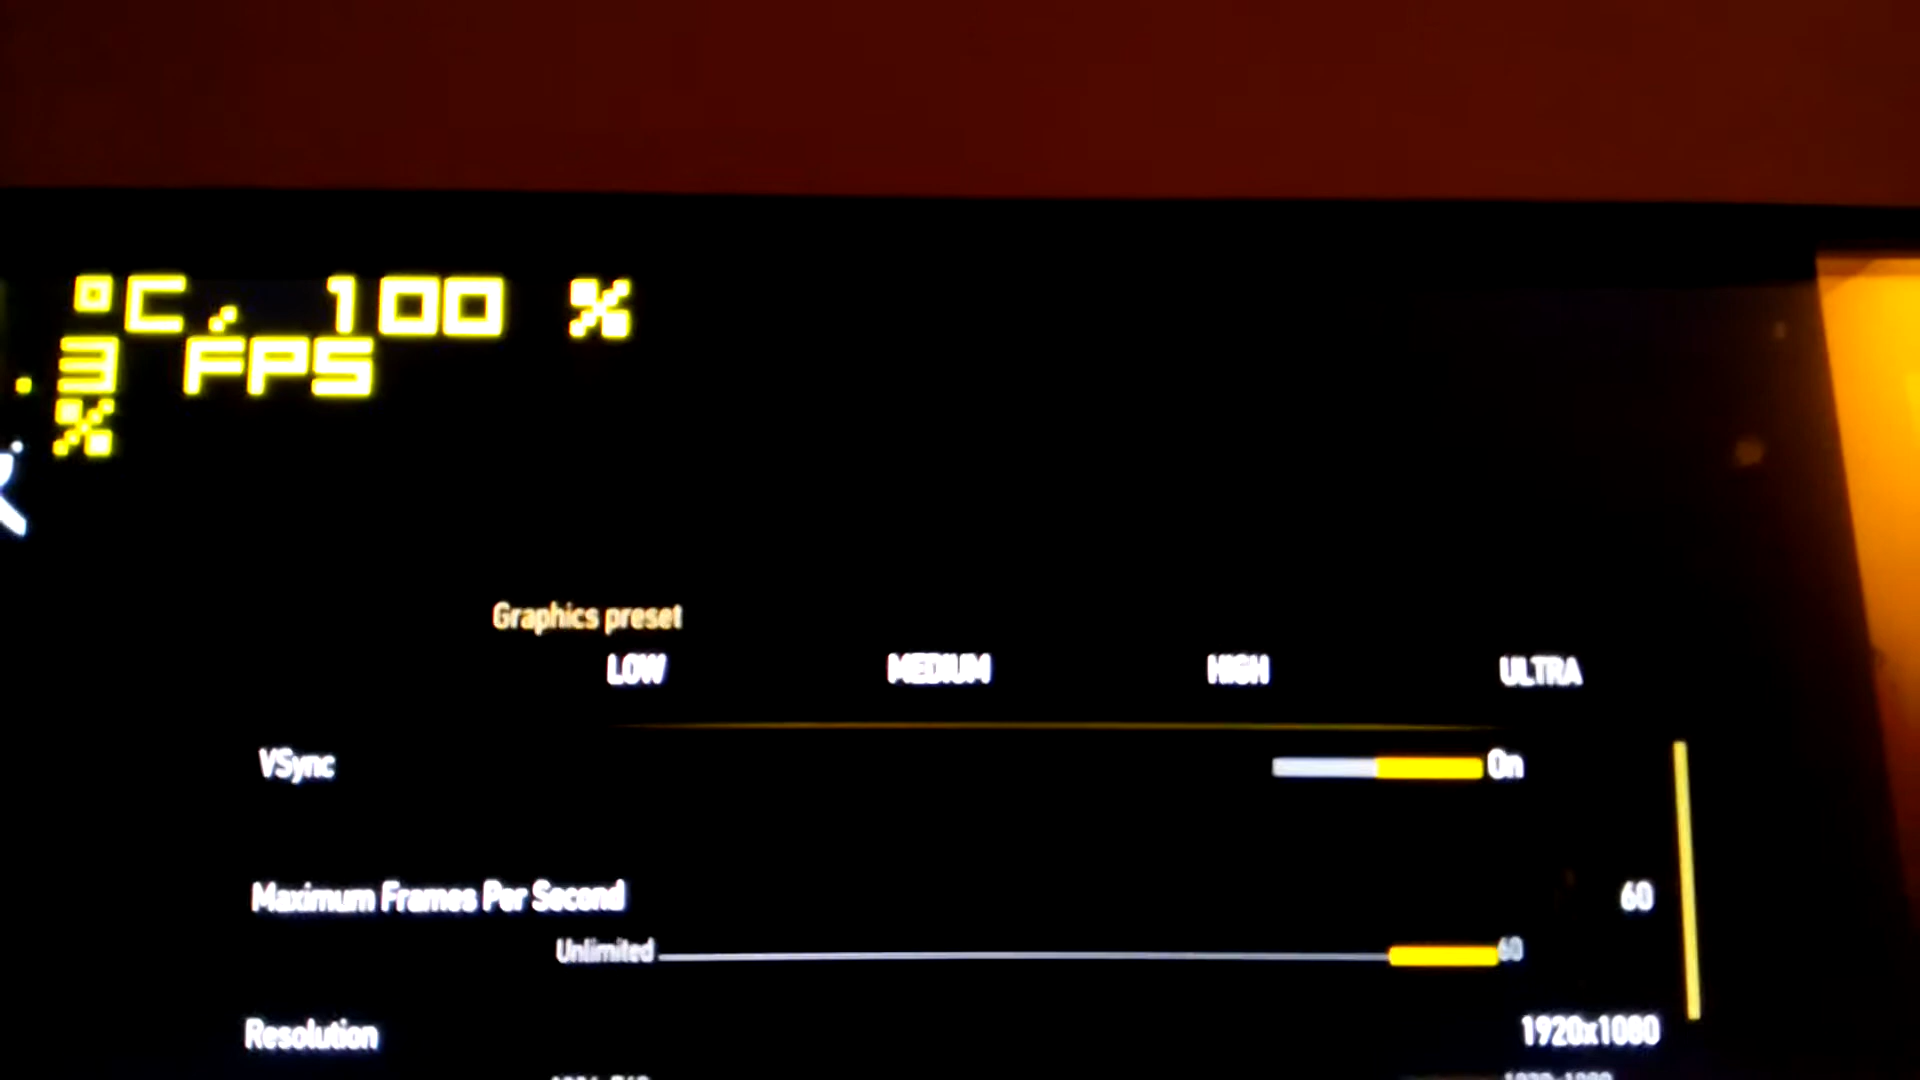 °C, 100 %
.3 FPS
%
R
Graphics preset
LOW MEDIUM HIGH ULTRA
VSync On
Maximum Frames Per Second 60
Unlimited 60
Resolution 1920x1080